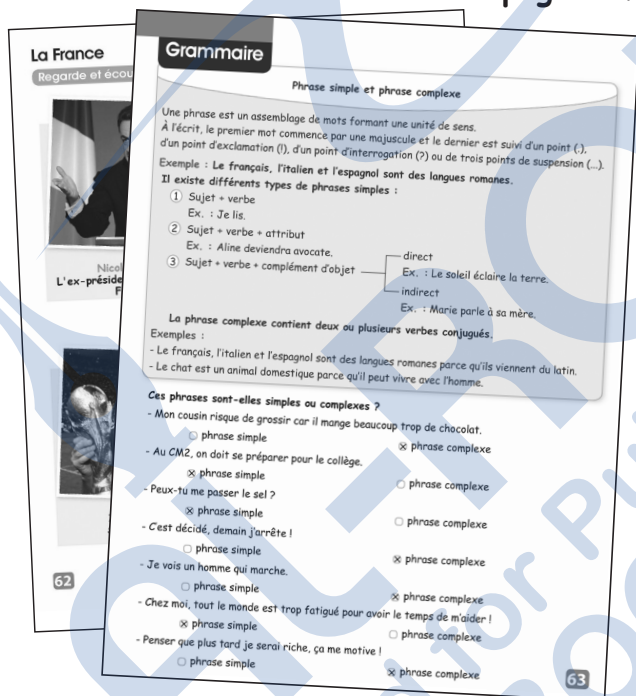 La France
Regarde et écou
Nicol
L'ex-préside
F
62
Grammaire
Phrase simple et phrase complexe
Une phrase est un assemblage de mots formant une unité de sens.
À l'écrit, le premier mot commence par une majuscule et le dernier est suivi d'un point (.),
d'un point d'exclamation (!), d'un point d'interrogation (?) ou de trois points de suspension (...).
Exemple : Le français, l'italien et l'espagnol sont des langues romanes.
Il existe différents types de phrases simples :
1 Sujet + verbe
Ex. : Je lis.
2 Sujet + verbe + attribut
Ex. : Aline deviendra avocate.
3 Sujet + verbe + complément d'objet
direct
Ex. : Le soleil éclaire la terre.
indirect
Ex. : Marie parle à sa mère.
La phrase complexe contient deux ou plusieurs verbes conjugués.
Exemples :
- Le français, l'italien et l'espagnol sont des langues romanes parce qu'ils viennent du latin.
- Le chat est un animal domestique parce qu'il peut vivre avec l'homme.
Ces phrases sont-elles simples ou complexes ?
- Mon cousin risque de grossir car il mange beaucoup trop de chocolat.
phrase simple phrase complexe
- Au CM2, on doit se préparer pour le collège.
phrase simple phrase complexe
- Peux-tu me passer le sel ?
phrase simple phrase complexe
- C'est décidé, demain j'arrête !
phrase simple phrase complexe
- Je vois un homme qui marche.
phrase simple phrase complexe
- Chez moi, tout le monde est trop fatigué pour avoir le temps de m'aider !
phrase simple phrase complexe
- Penser que plus tard je serai riche, ça me motive !
phrase simple phrase complexe
63